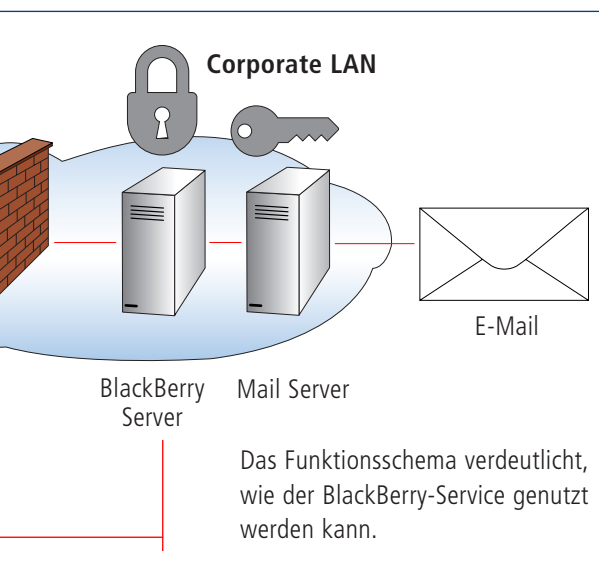 Corporate LAN
E-Mail
BlackBerry
Server
Mail Server
Das Funktionsschema verdeutlicht,
wie der BlackBerry-Service genutzt
werden kann.